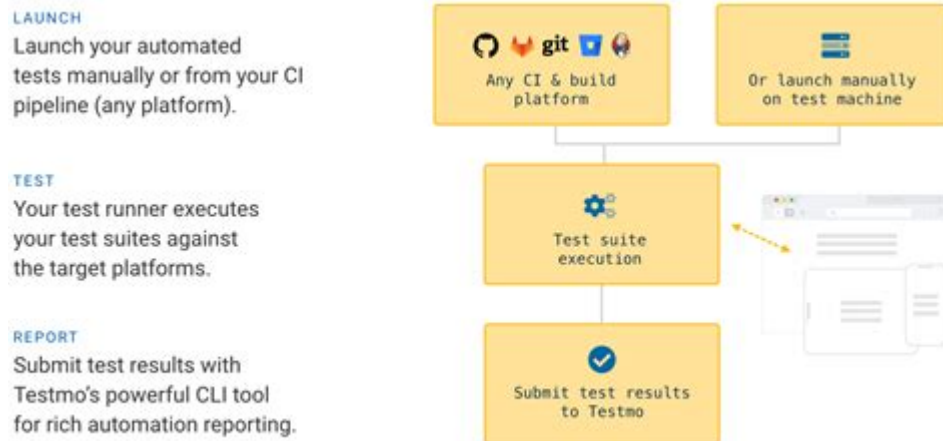 LAUNCH
Launch your automated
tests manually or from your CI
pipeline (any platform).
git
Any CI & build
platform
Or launch manually
on test machine
TEST
Your test runner executes
your test suites against
the target platforms.
Test suite
execution
REPORT
Submit test results with
Testmo's powerful CLI tool
for rich automation reporting.
Submit test results
to Testmo